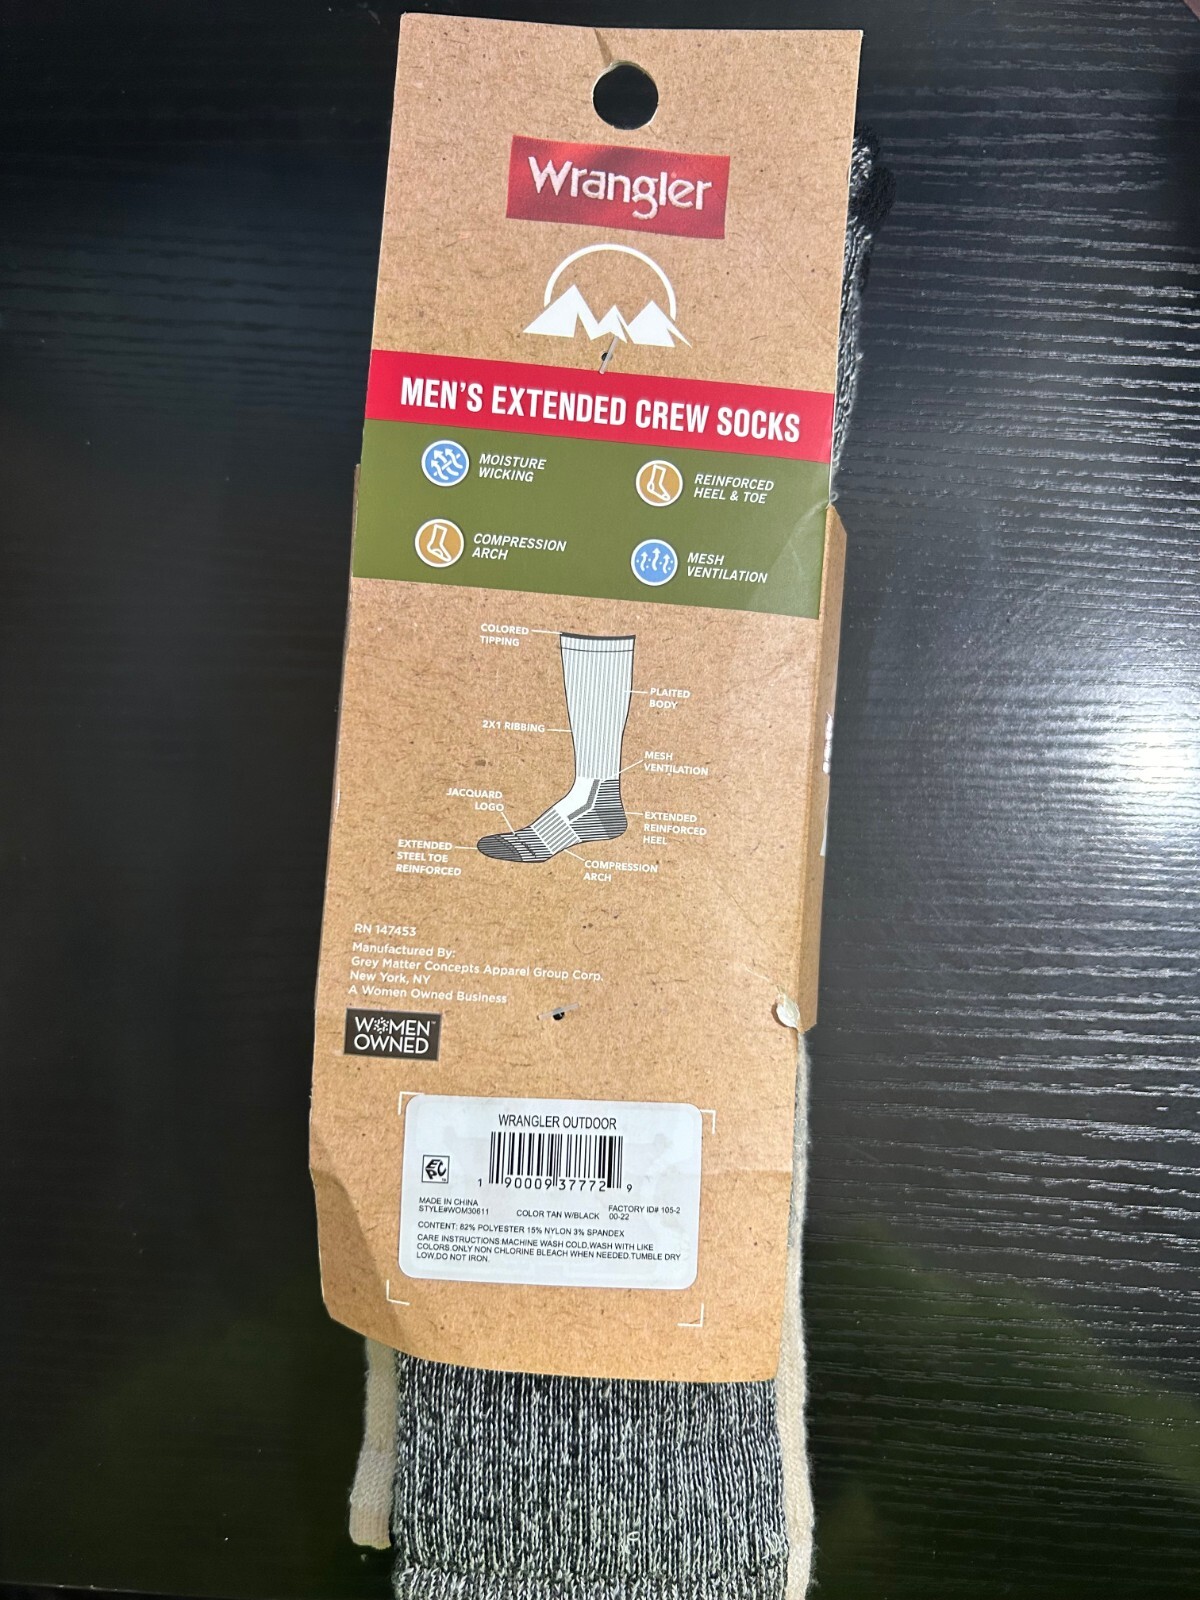 Wrangler
MEN'S EXTENDED CREW SOCKS
MOISTURE
WICKING
REINFORCED
HEEL & TOE
COMPRESSION
ARCH
MESH
VENTILATION
COLORED
TIPPING
PLAITED
BODY
2X1 RIBBING
MESH
VENTILATION
JACQUARD
LOGO
EXTENDED
REINFORCED
HEEL
EXTENDED
STEEL TOE
REINFORCED
COMPRESSION
ARCH
RN 147453
Manufactured By:
Grey Matter Concepts Apparel Group Corp.
New York, NY
A Women Owned Business
WOMEN™
OWNED
WRANGLER OUTDOOR
1 90009 37772 9
MADE IN CHINA
STYLE#WOM30611
COLOR TAN W/BLACK
FACTORY ID# 105-2
00-22
CONTENT: 82% POLYESTER 15% NYLON 3% SPANDEX
CARE INSTRUCTIONS:MACHINE WASH COLD,WASH WITH LIKE
COLORS.ONLY NON CHLORINE BLEACH WHEN NEEDED.TUMBLE DRY
LOW,DO NOT IRON.